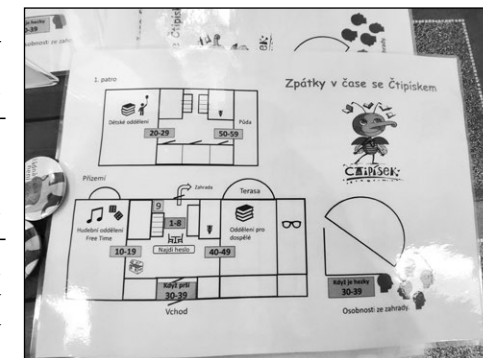 Zpátky v čase se Čtipískem
1. patro
Dětské oddělení
Půda
20-29
50-59
ČTIPÍSEK
Přízemí
Zahrada
Terasa
9
1-8
Hudební oddělení
Free Time
Oddělení pro
dospělé
Najdi heslo
10-19
40-49
Když prší
30-39
Vchod
Když je hezky
30-39
Osobnosti ze zahrady